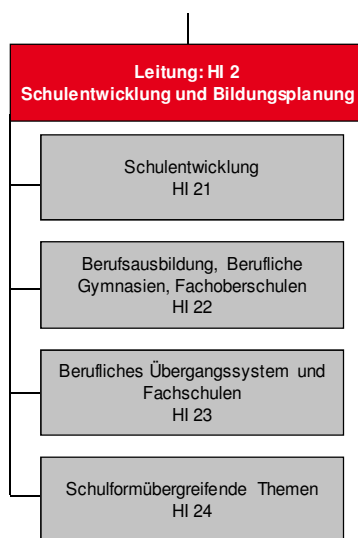 Leitung: HI 2
Schulentwicklung und Bildungsplanung
Schulentwicklung
HI 21
Berufsausbildung, Berufliche
Gymnasien, Fachoberschulen
HI 22
Berufliches Übergangssystem und
Fachschulen
HI 23
Schulformübergreifende Themen
HI 24